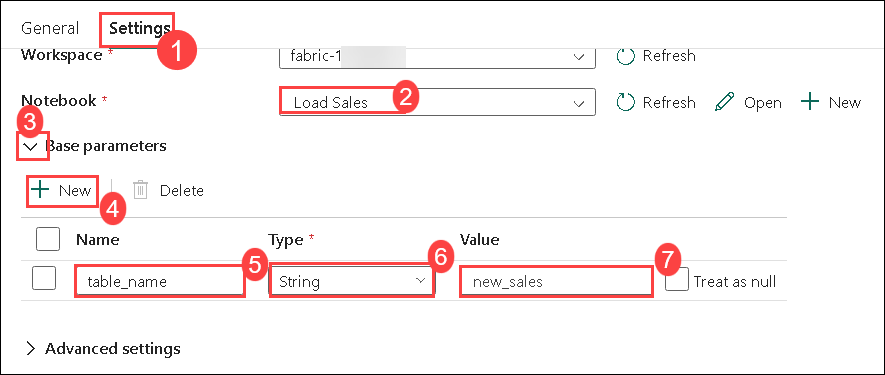 General Settings
1
Workspace * fabric-1 Refresh
Notebook * Load Sales 2 Refresh Open New
3
Base parameters
New Delete
4
Name Type * Value
5 6 7
table_name String new_sales Treat as null
Advanced settings